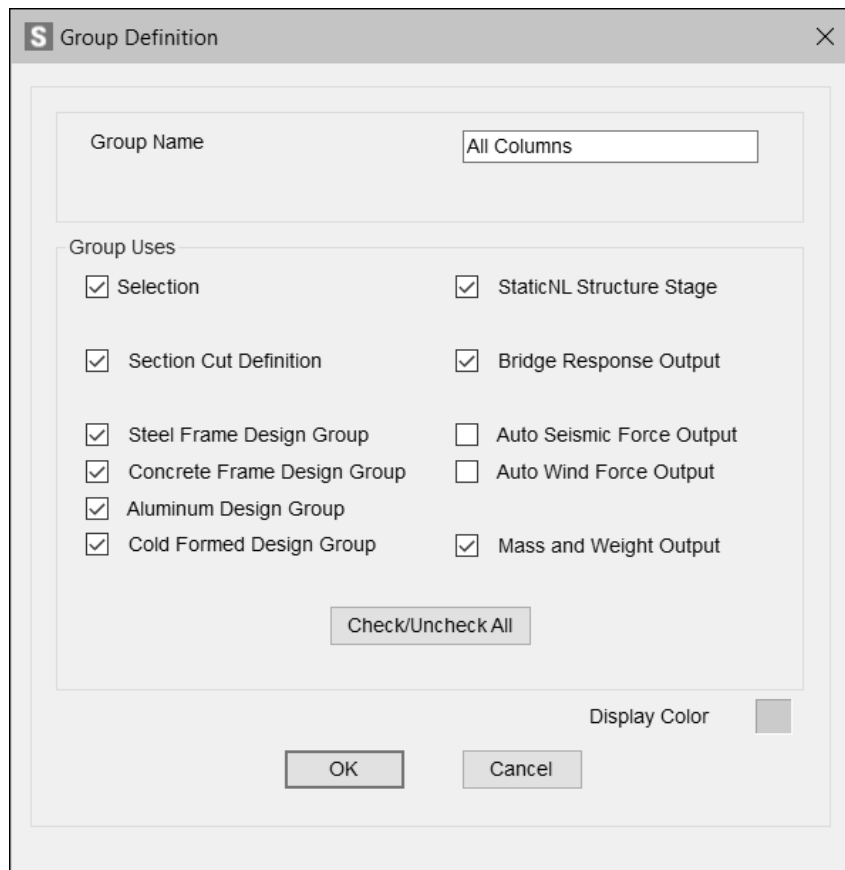 S Group Definition
Group Name
All Columns
Group Uses
Selection
StaticNL Structure Stage
Section Cut Definition
Bridge Response Output
Steel Frame Design Group
Auto Seismic Force Output
Concrete Frame Design Group
Auto Wind Force Output
Aluminum Design Group
Cold Formed Design Group
Mass and Weight Output
Check/Uncheck All
Display Color
OK
Cancel